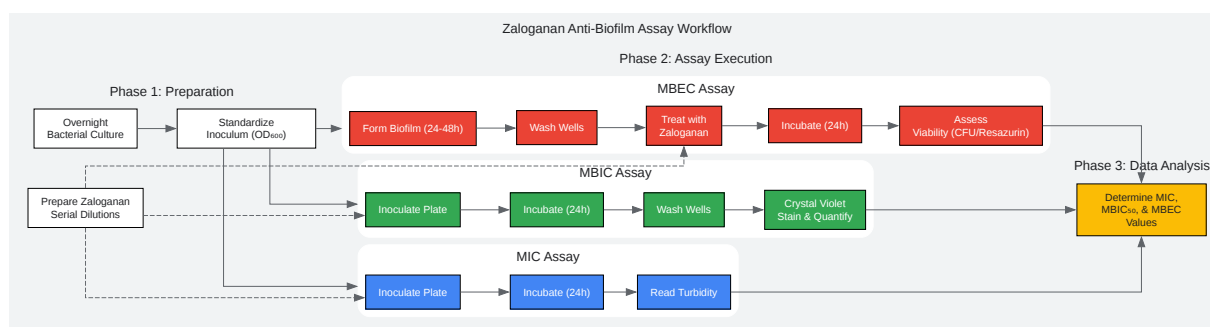 Zaloganan Anti-Biofilm Assay Workflow
Phase 1: Preparation
Overnight
Bacterial Culture
Standardize
Inoculum (OD₆₀₀)
Prepare Zaloganan
Serial Dilutions
Phase 2: Assay Execution
MBEC Assay
Form Biofilm (24-48h)
Wash Wells
Treat with
Zaloganan
Incubate (24h)
Assess
Viability (CFU/Resazurin)
MBIC Assay
Inoculate Plate
Incubate (24h)
Wash Wells
Crystal Violet
Stain & Quantify
MIC Assay
Inoculate Plate
Incubate (24h)
Read Turbidity
Phase 3: Data Analysis
Determine MIC,
MBIC₅₀, & MBEC
Values